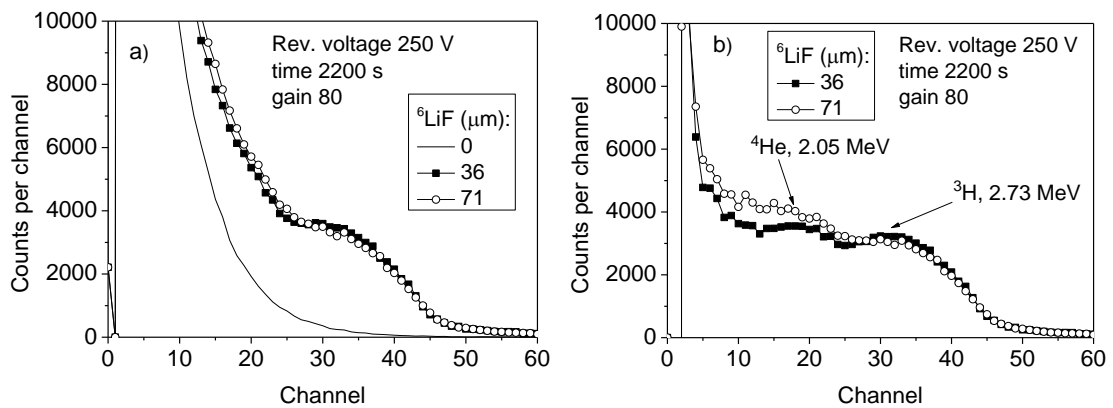 a)
Rev. voltage 250 V
time 2200 s
gain 80
⁶LiF (μm):
0
36
71
Counts per channel
10000
8000
6000
4000
2000
0
0 10 20 30 40 50 60
Channel
b)
⁶LiF (μm):
36
71
Rev. voltage 250 V
time 2200 s
gain 80
⁴He, 2.05 MeV
³H, 2.73 MeV
Counts per channel
10000
8000
6000
4000
2000
0
0 10 20 30 40 50 60
Channel